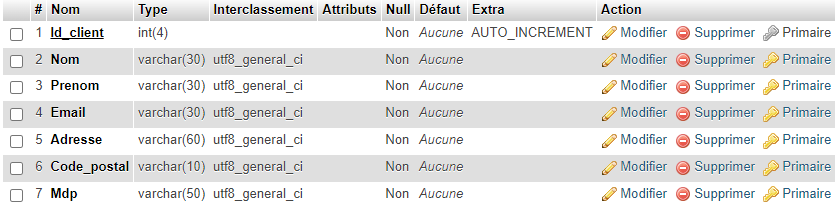 # Nom Type Interclassement Attributs Null Défaut Extra Action
1 Id_client int(4) Non Aucune AUTO_INCREMENT Modifier Supprimer Primaire
2 Nom varchar(30) utf8_general_ci Non Aucune Modifier Supprimer Primaire
3 Prenom varchar(30) utf8_general_ci Non Aucune Modifier Supprimer Primaire
4 Email varchar(30) utf8_general_ci Non Aucune Modifier Supprimer Primaire
5 Adresse varchar(60) utf8_general_ci Non Aucune Modifier Supprimer Primaire
6 Code_postal varchar(10) utf8_general_ci Non Aucune Modifier Supprimer Primaire
7 Mdp varchar(50) utf8_general_ci Non Aucune Modifier Supprimer Primaire